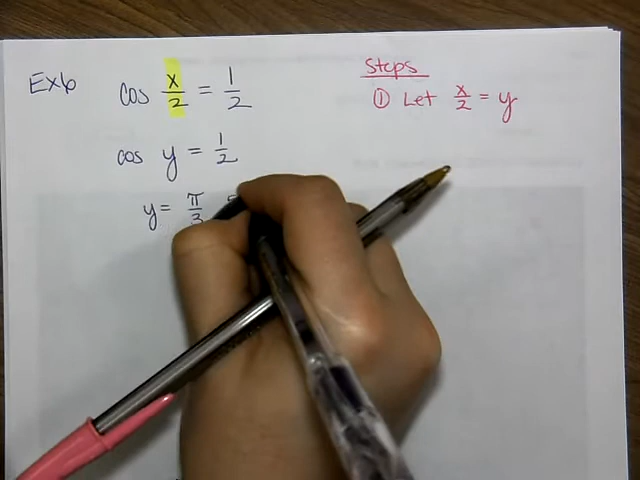 Ex6
cos x/2 = 1/2
cos y = 1/2
y = π/3
Steps
① Let x/2 = y